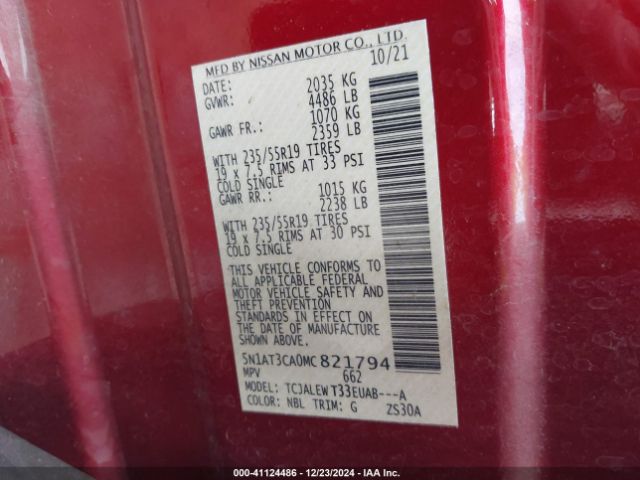 MFD BY NISSAN MOTOR CO., LTD.
DATE: 10/21
GVWR: 2035 KG
4486 LB
GAWR FR.: 1070 KG
2359 LB
WITH 235/55R19 TIRES
19 x 7.5 RIMS AT 33 PSI
COLD SINGLE
GAWR RR.: 1015 KG
2238 LB
WITH 235/55R19 TIRES
19 x 7.5 RIMS AT 30 PSI
COLD SINGLE
THIS VEHICLE CONFORMS TO
ALL APPLICABLE FEDERAL
MOTOR VEHICLE SAFETY AND
THEFT PREVENTION
STANDARDS IN EFFECT ON
THE DATE OF MANUFACTURE
SHOWN ABOVE.
5N1AT3CA0MC821794
MPV 662
MODEL: TCJALEWT33EUAB---A
COLOR: NBL TRIM: G ZS30A
000-41124486 - 12/23/2024 - IAA Inc.